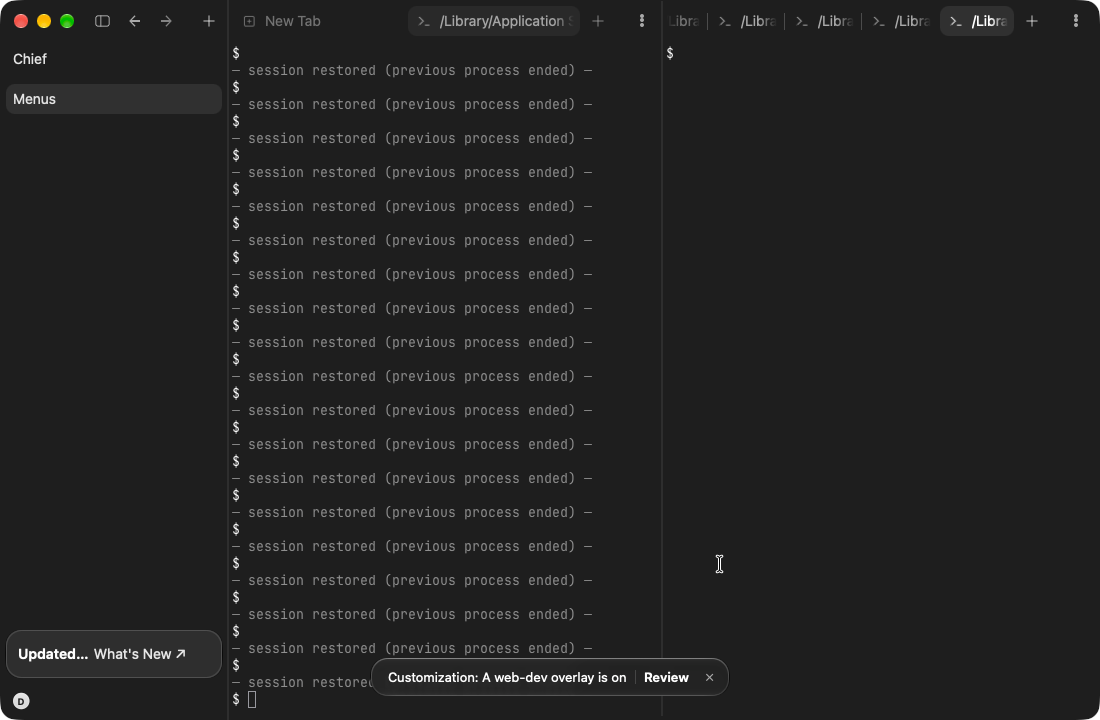 New Tab
/Library/Application
Libra
/Libra
/Libra
/Libra
/Libra
Chief
Menus
$
— session restored (previous process ended) —
$
— session restored (previous process ended) —
$
— session restored (previous process ended) —
$
— session restored (previous process ended) —
$
— session restored (previous process ended) —
$
— session restored (previous process ended) —
$
— session restored (previous process ended) —
$
— session restored (previous process ended) —
$
— session restored (previous process ended) —
$
— session restored (previous process ended) —
$
— session restored (previous process ended) —
$
— session restored (previous process ended) —
$
— session restored (previous process ended) —
$
— session restored (previous process ended) —
$
— session restored (previous process ended) —
$
— session restored (previous process ended) —
$
— session restored (previous process ended) —
$
— session restored (previous process ended) —
$
— session restored
$
$
Updated... What's New ↗
D
Customization: A web-dev overlay is on Review ×